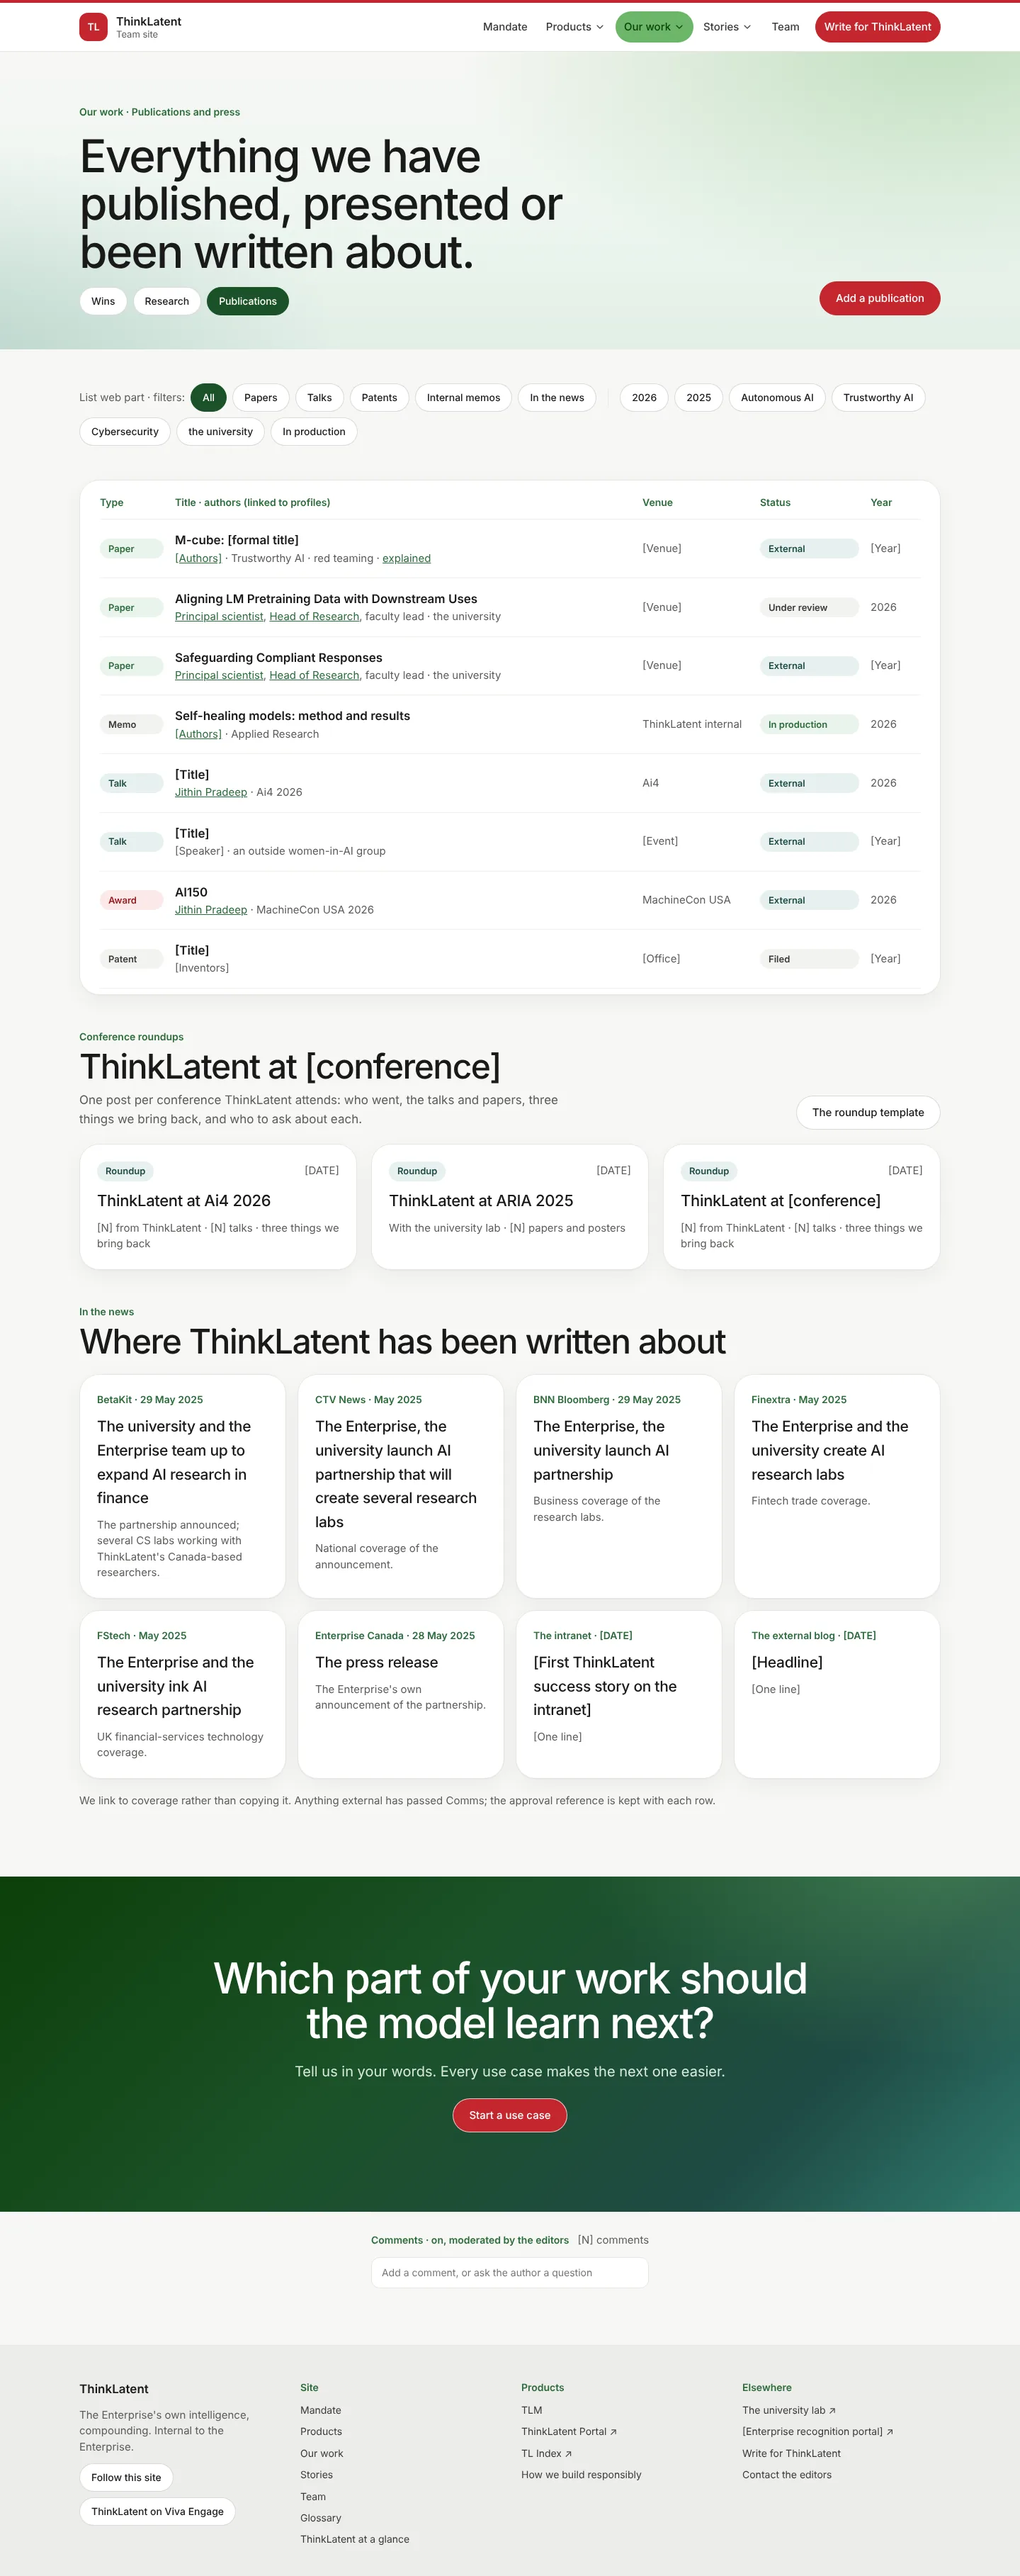 TL
ThinkLatent
Team site
Mandate
Products
Our work
Stories
Team
Write for ThinkLatent
Our work · Publications and press
Everything we have
published, presented or
been written about.
Wins
Research
Publications
Add a publication
List web part · filters:
All
Papers
Talks
Patents
Internal memos
In the news
2026
2025
Autonomous AI
Trustworthy AI
Cybersecurity
the university
In production
Type
Title · authors (linked to profiles)
Venue
Status
Year
Paper
M-cube: [formal title]
[Authors] · Trustworthy AI · red teaming · explained
[Venue]
External
[Year]
Paper
Aligning LM Pretraining Data with Downstream Uses
Principal scientist, Head of Research, faculty lead · the university
[Venue]
Under review
2026
Paper
Safeguarding Compliant Responses
Principal scientist, Head of Research, faculty lead · the university
[Venue]
External
[Year]
Memo
Self-healing models: method and results
[Authors] · Applied Research
ThinkLatent internal
In production
2026
Talk
[Title]
Jithin Pradeep · Ai4 2026
Ai4
External
2026
Talk
[Title]
[Speaker] · an outside women-in-AI group
[Event]
External
[Year]
Award
AI150
Jithin Pradeep · MachineCon USA 2026
MachineCon USA
External
2026
Patent
[Title]
[Inventors]
[Office]
Filed
[Year]
Conference roundups
ThinkLatent at [conference]
One post per conference ThinkLatent attends: who went, the talks and papers, three
things we bring back, and who to ask about each.
The roundup template
Roundup
[DATE]
ThinkLatent at Ai4 2026
[N] from ThinkLatent · [N] talks · three things we
bring back
Roundup
[DATE]
ThinkLatent at ARIA 2025
With the university lab · [N] papers and posters
Roundup
[DATE]
ThinkLatent at [conference]
[N] from ThinkLatent · [N] talks · three things we
bring back
In the news
Where ThinkLatent has been written about
BetaKit · 29 May 2025
The university and the
Enterprise team up to
expand AI research in
finance
The partnership announced;
several CS labs working with
ThinkLatent's Canada-based
researchers.
CTV News · May 2025
The Enterprise, the
university launch AI
partnership that will
create several research
labs
National coverage of the
announcement.
BNN Bloomberg · 29 May 2025
The Enterprise, the
university launch AI
partnership
Business coverage of the
research labs.
Finextra · May 2025
The Enterprise and the
university create AI
research labs
Fintech trade coverage.
FStech · May 2025
The Enterprise and the
university ink AI
research partnership
UK financial-services technology
coverage.
Enterprise Canada · 28 May 2025
The press release
The Enterprise's own
announcement of the partnership.
The intranet · [DATE]
[First ThinkLatent
success story on the
intranet]
[One line]
The external blog · [DATE]
[Headline]
[One line]
We link to coverage rather than copying it. Anything external has passed Comms; the approval reference is kept with each row.
Which part of your work should
the model learn next?
Tell us in your words. Every use case makes the next one easier.
Start a use case
Comments · on, moderated by the editors
[N] comments
Add a comment, or ask the author a question
ThinkLatent
The Enterprise's own intelligence,
compounding. Internal to the
Enterprise.
Follow this site
ThinkLatent on Viva Engage
Site
Mandate
Products
Our work
Stories
Team
Glossary
ThinkLatent at a glance
Products
TLM
ThinkLatent Portal ↗
TL Index ↗
How we build responsibly
Elsewhere
The university lab ↗
[Enterprise recognition portal] ↗
Write for ThinkLatent
Contact the editors